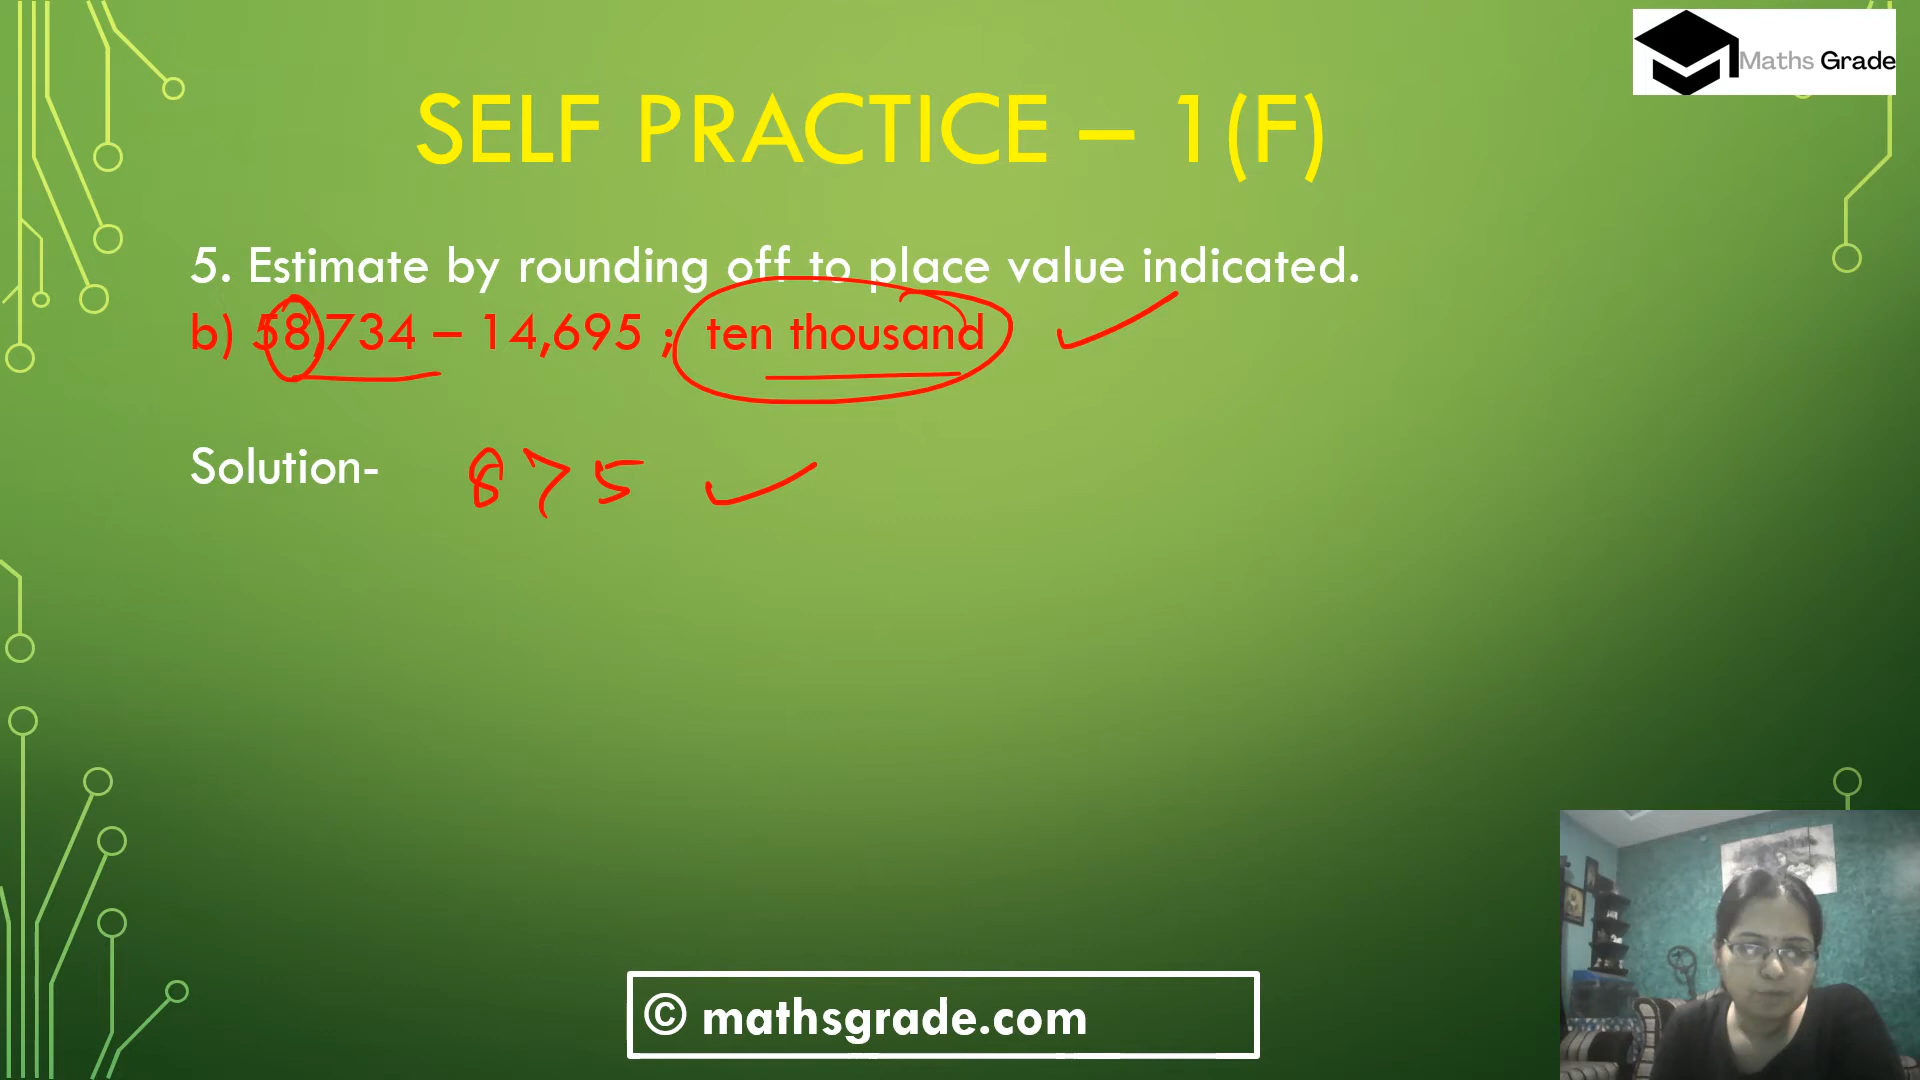 Maths Grade
SELF PRACTICE – 1(F)
5. Estimate by rounding off to place value indicated.
b) 58,734 – 14,695 ; ten thousand
Solution- 8 > 5
© mathsgrade.com